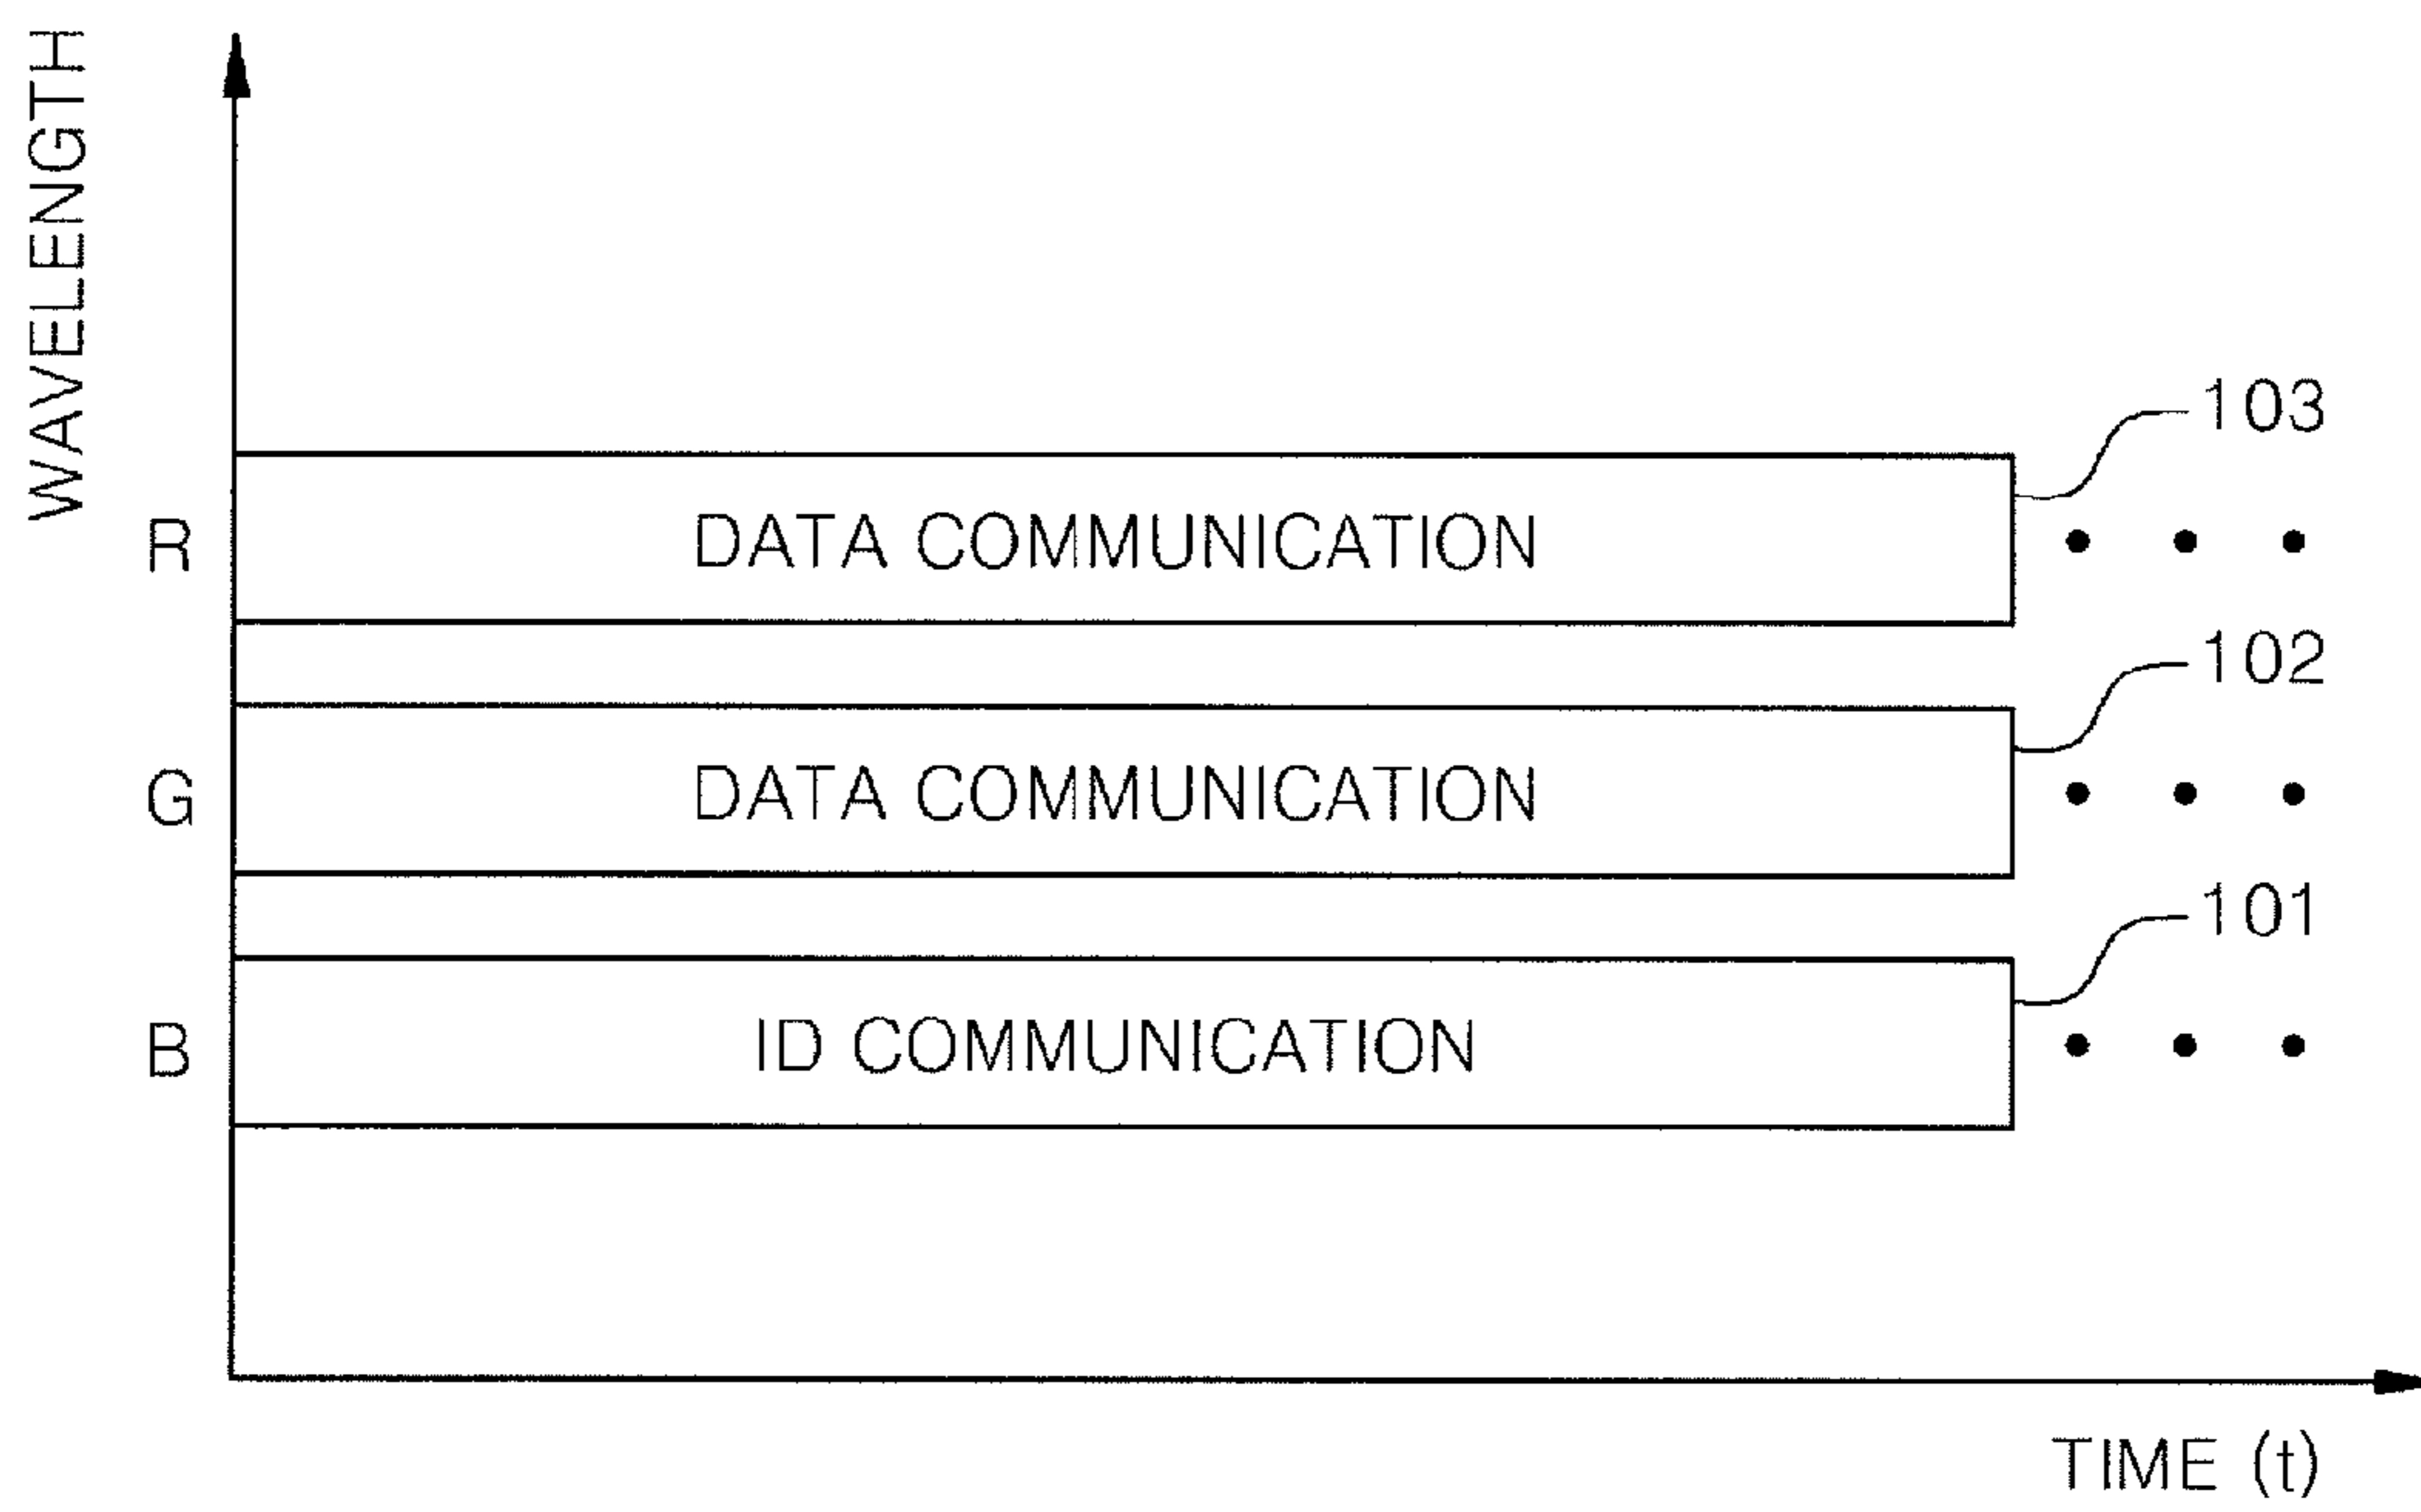 WAVELENGTH
103
R DATA COMMUNICATION
102
G DATA COMMUNICATION
101
B ID COMMUNICATION
TIME (t)